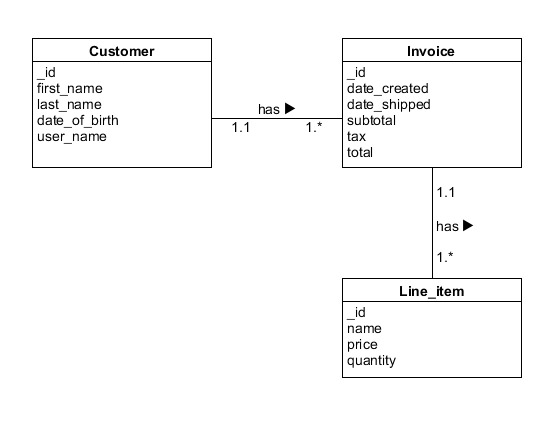 Customer
_id
first_name
last_name
date_of_birth
user_name
has ▶
1.1
1.*
Invoice
_id
date_created
date_shipped
subtotal
tax
total
1.1
has ▶
1.*
Line_item
_id
name
price
quantity